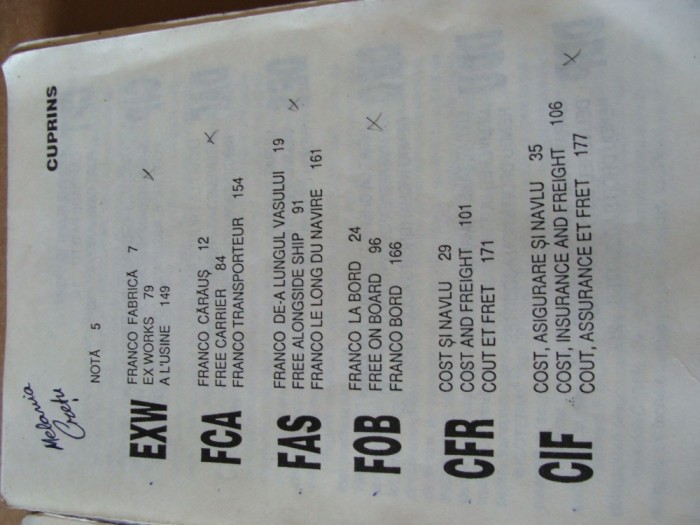 Melania
Crețu
CUPRINS
NOTĂ 5
EXW
FRANCO FABRICĂ 7
EX WORKS 79
A L'USINE 149
x
FCA
FRANCO CĂRĂUȘ 12
FREE CARRIER 84
FRANCO TRANSPORTEUR 154
x
FAS
FRANCO DE-A LUNGUL VASULUI 19
FREE ALONGSIDE SHIP 91
FRANCO LE LONG DU NAVIRE 161
x
FOB
FRANCO LA BORD 24
FREE ON BOARD 96
FRANCO BORD 166
x
CFR
COST ȘI NAVLU 29
COST AND FREIGHT 101
COUT ET FRET 171
CIF
COST, ASIGURARE ȘI NAVLU 35
COST, INSURANCE AND FREIGHT 106
COUT, ASSURANCE ET FRET 177
x